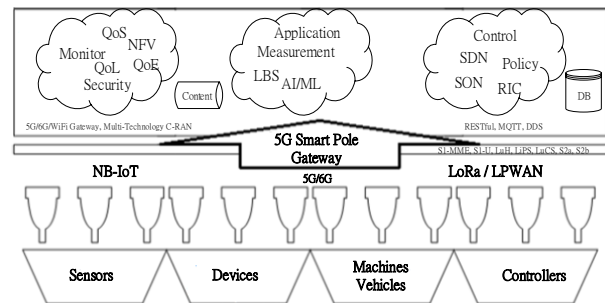 QoS
NFV
Monitor
QoL
QoE
Security
Content
Application
Measurement
LBS
AI/ML
Control
SDN
Policy
SON
RIC
DB
5G/6G/WiFi Gateway, Multi-Technology C-RAN
RESTful, MQTT, DDS
5G Smart Pole
Gateway
S1-MME, S1-U, LuH, LiPS, LuCS, S2a, S2b
NB-IoT
5G/6G
LoRa / LPWAN
Sensors
Devices
Machines
Vehicles
Controllers